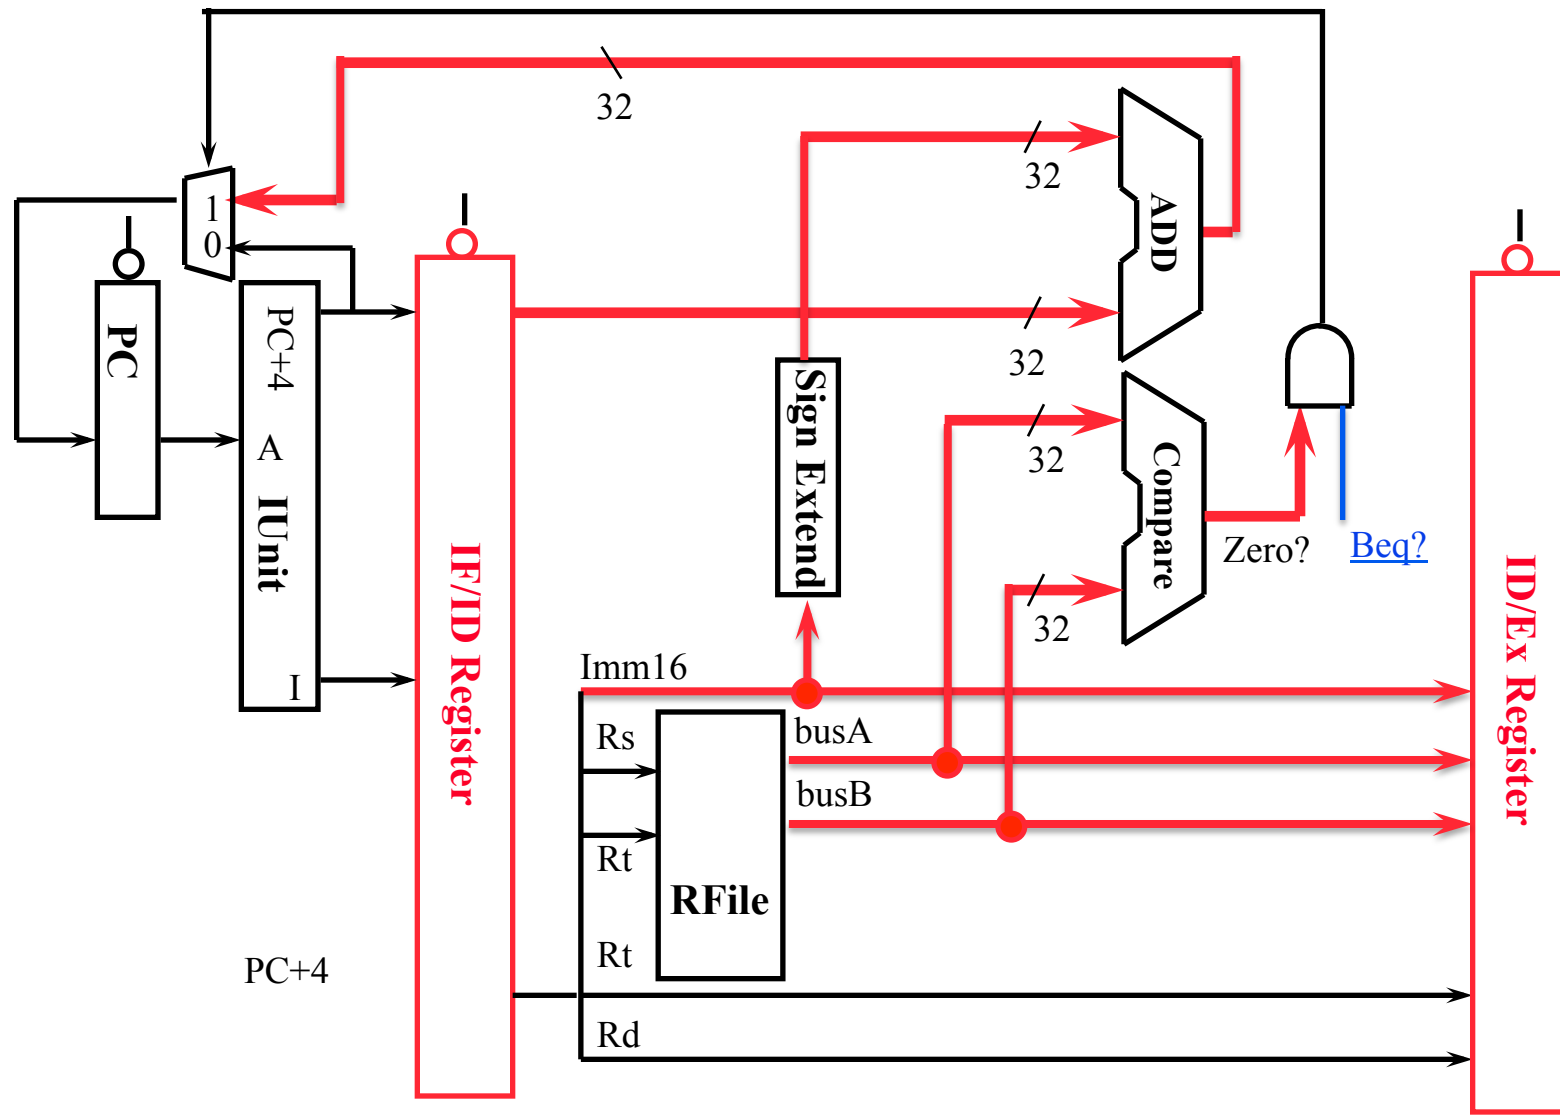 32
32
1
0
ADD
PC
PC+4
32
Sign Extend
A
32
Compare
IUnit
Zero?
Beq?
IF/ID Register
ID/Ex Register
32
Imm16
I
Rs
busA
busB
Rt
RFile
Rt
PC+4
Rd